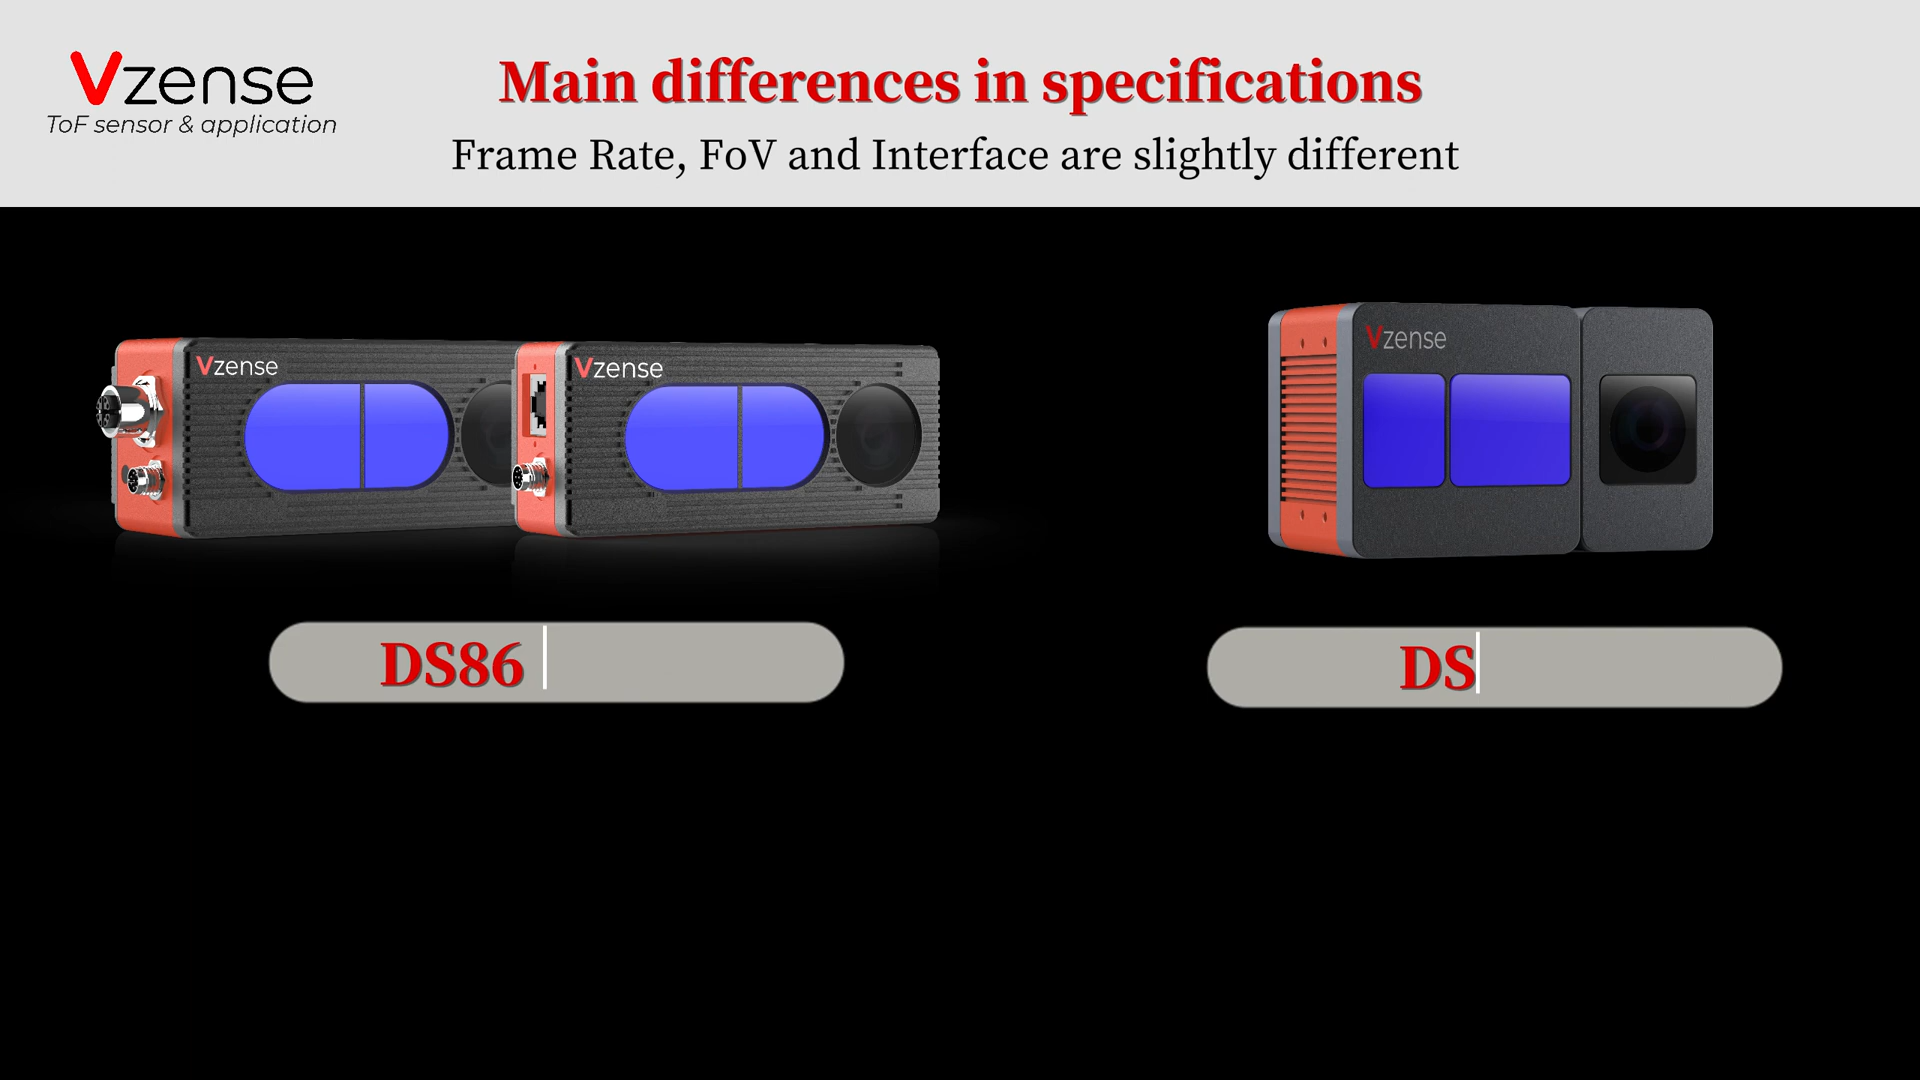 Vzense
ToF sensor & application
Main differences in specifications
Frame Rate, FoV and Interface are slightly different
Vzense
Vzense
Vzense
DS86
DS